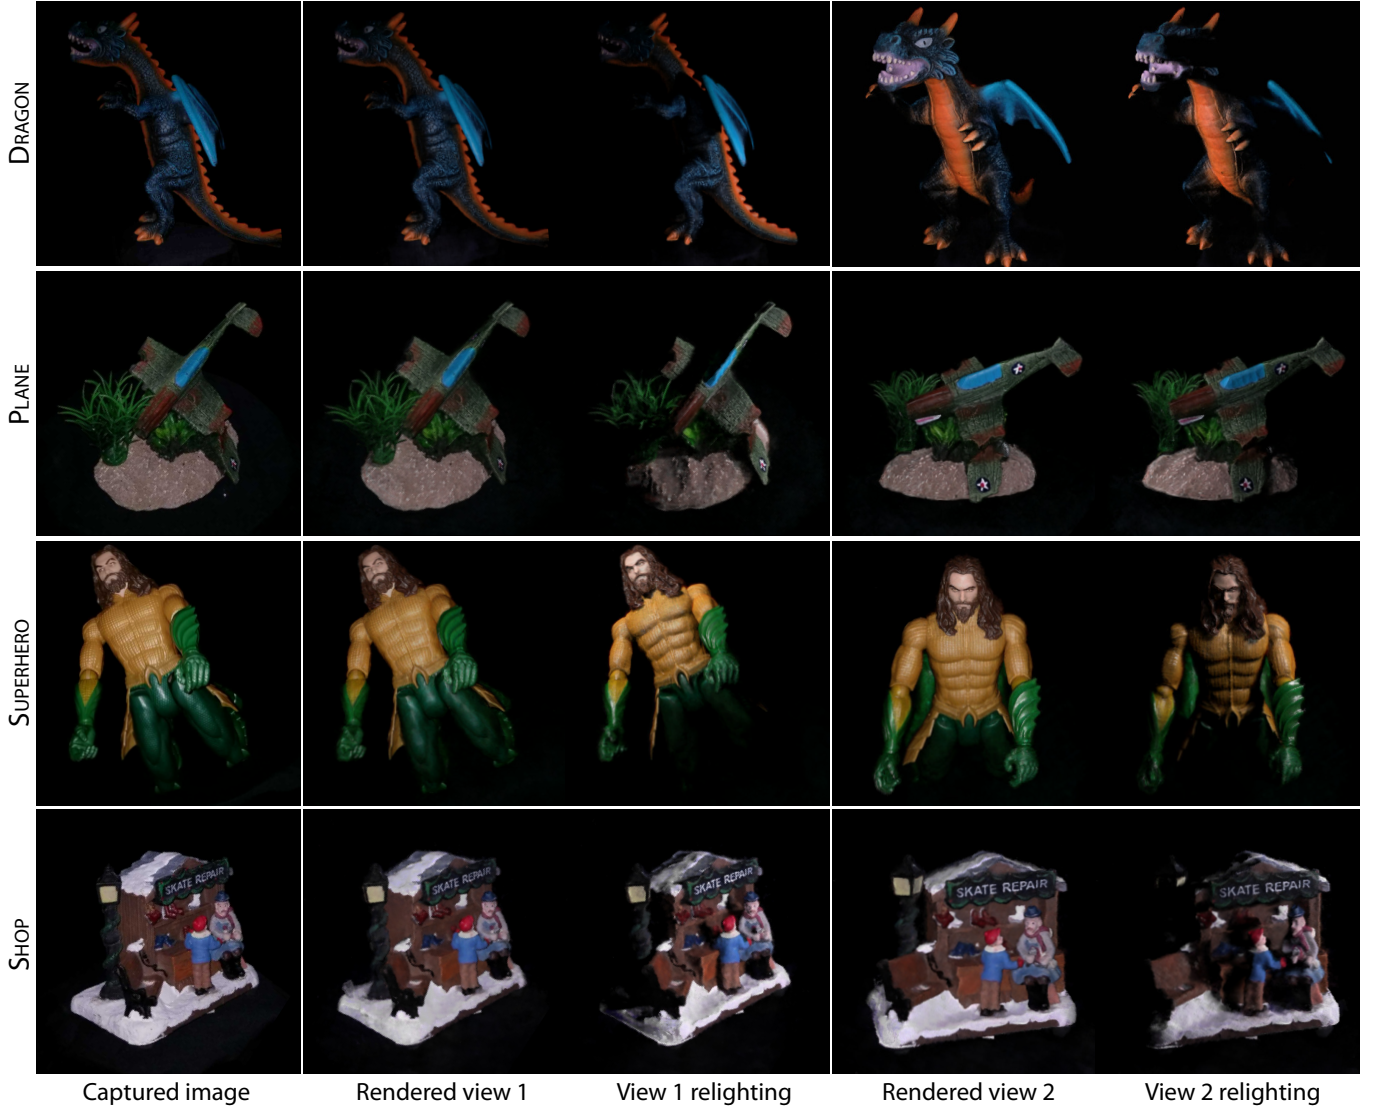 DRAGON
PLANE
SUPERHERO
SHOP
SKATE REPAIR
SKATE REPAIR
SKATE REPAIR
SKATE REPAIR
SKATE REPAIR
Captured image
Rendered view 1
View 1 relighting
Rendered view 2
View 2 relighting